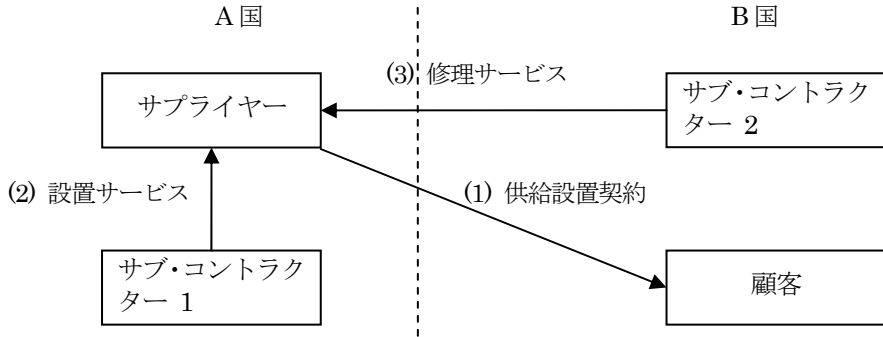 A 国
B 国
(3) 修理サービス
サプライヤー
サブ・コントラク
ター 2
(2) 設置サービス
(1) 供給設置契約
サブ・コントラク
ター 1
顧客